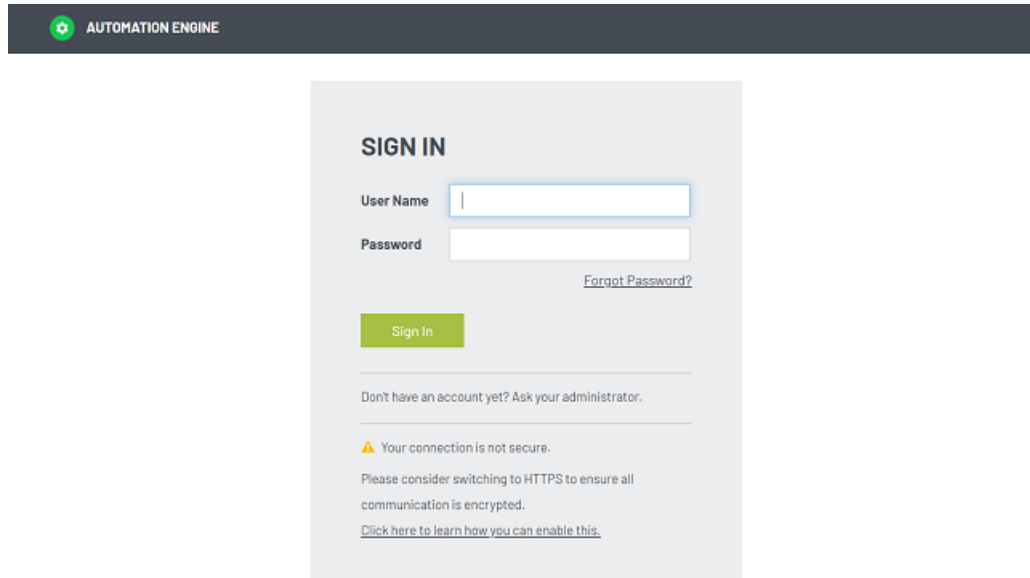 AUTOMATION ENGINE
SIGN IN
User Name
Password
Forgot Password?
Sign In
Don't have an account yet? Ask your administrator.
Your connection is not secure.
Please consider switching to HTTPS to ensure all
communication is encrypted.
Click here to learn how you can enable this.